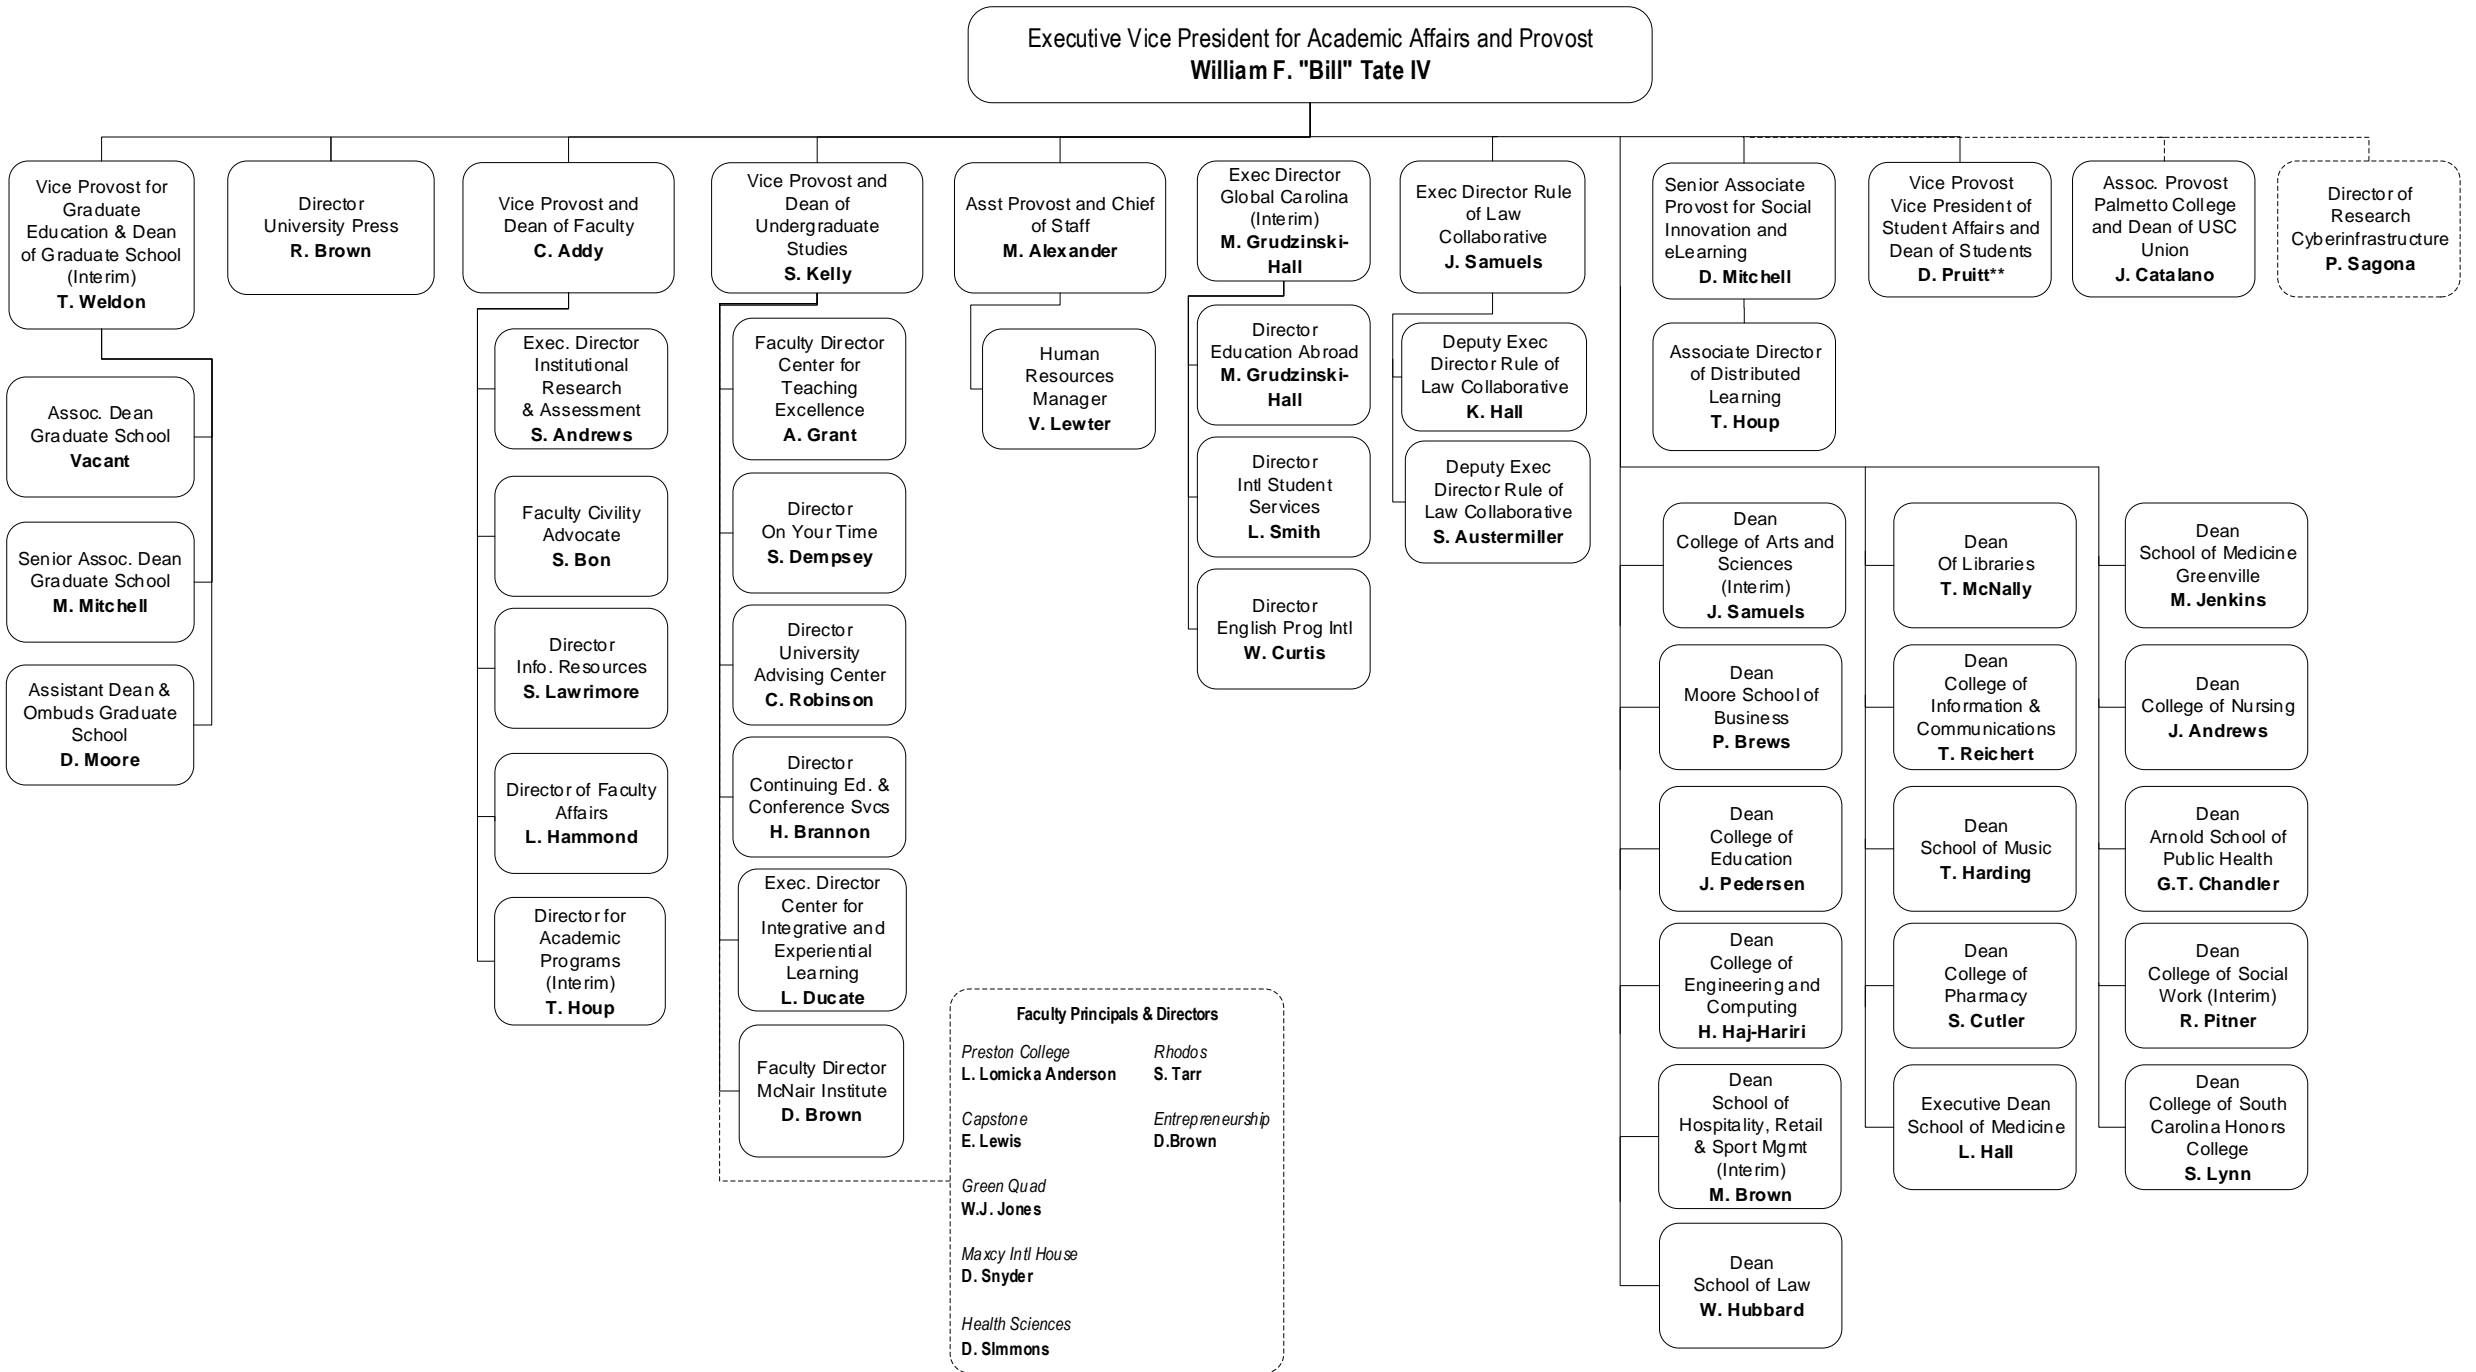 Executive Vice President for Academic Affairs and Provost
William F. "Bill" Tate IV
Vice Provost for
Graduate
Education & Dean
of Graduate School
(Interim)
T. Weldon
Director
University Press
R. Brown
Vice Provost and
Dean of Faculty
C. Addy
Vice Provost and
Dean of
Undergraduate
Studies
S. Kelly
Asst Provost and Chief
of Staff
M. Alexander
Exec Director
Global Carolina
(Interim)
M. Grudzinski-
Hall
Exec Director Rule
of Law
Collaborative
J. Samuels
Senior Associate
Provost for Social
Innovation and
eLearning
D. Mitchell
Vice Provost
Vice President of
Student Affairs and
Dean of Students
D. Pruitt**
Assoc. Provost
Palmetto College
and Dean of USC
Union
J. Catalano
Director of
Research
Cyberinfrastructure
P. Sagona
Assoc. Dean
Graduate School
Vacant
Senior Assoc. Dean
Graduate School
M. Mitchell
Assistant Dean &
Ombuds Graduate
School
D. Moore
Exec. Director
Institutional
Research
& Assessment
S. Andrews
Faculty Civility
Advocate
S. Bon
Director
Info. Resources
S. Lawrimore
Director of Faculty
Affairs
L. Hammond
Director for
Academic
Programs
(Interim)
T. Houp
Faculty Director
Center for
Teaching
Excellence
A. Grant
Director
On Your Time
S. Dempsey
Director
University
Advising Center
C. Robinson
Director
Continuing Ed. &
Conference Svcs
H. Brannon
Exec. Director
Center for
Integrative and
Experiential
Learning
L. Ducate
Faculty Director
McNair Institute
D. Brown
Faculty Principals & Directors
Preston College
L. Lomicka Anderson
Capstone
E. Lewis
Green Quad
W.J. Jones
Maxcy Intl House
D. Snyder
Health Sciences
D. SImmons
Rhodos
S. Tarr
Entrepreneurship
D.Brown
Human
Resources
Manager
V. Lewter
Director
Education Abroad
M. Grudzinski-
Hall
Director
Intl Student
Services
L. Smith
Director
English Prog Intl
W. Curtis
Deputy Exec
Director Rule of
Law Collaborative
K. Hall
Deputy Exec
Director Rule of
Law Collaborative
S. Austermiller
Associate Director
of Distributed
Learning
T. Houp
Dean
College of Arts and
Sciences
(Interim)
J. Samuels
Dean
Moore School of
Business
P. Brews
Dean
College of
Education
J. Pedersen
Dean
College of
Engineering and
Computing
H. Haj-Hariri
Dean
School of
Hospitality, Retail
& Sport Mgmt
(Interim)
M. Brown
Dean
School of Law
W. Hubbard
Dean
Of Libraries
T. McNally
Dean
College of
Information &
Communications
T. Reichert
Dean
School of Music
T. Harding
Dean
College of
Pharmacy
S. Cutler
Executive Dean
School of Medicine
L. Hall
Dean
School of Medicine
Greenville
M. Jenkins
Dean
College of Nursing
J. Andrews
Dean
Arnold School of
Public Health
G.T. Chandler
Dean
College of Social
Work (Interim)
R. Pitner
Dean
College of South
Carolina Honors
College
S. Lynn